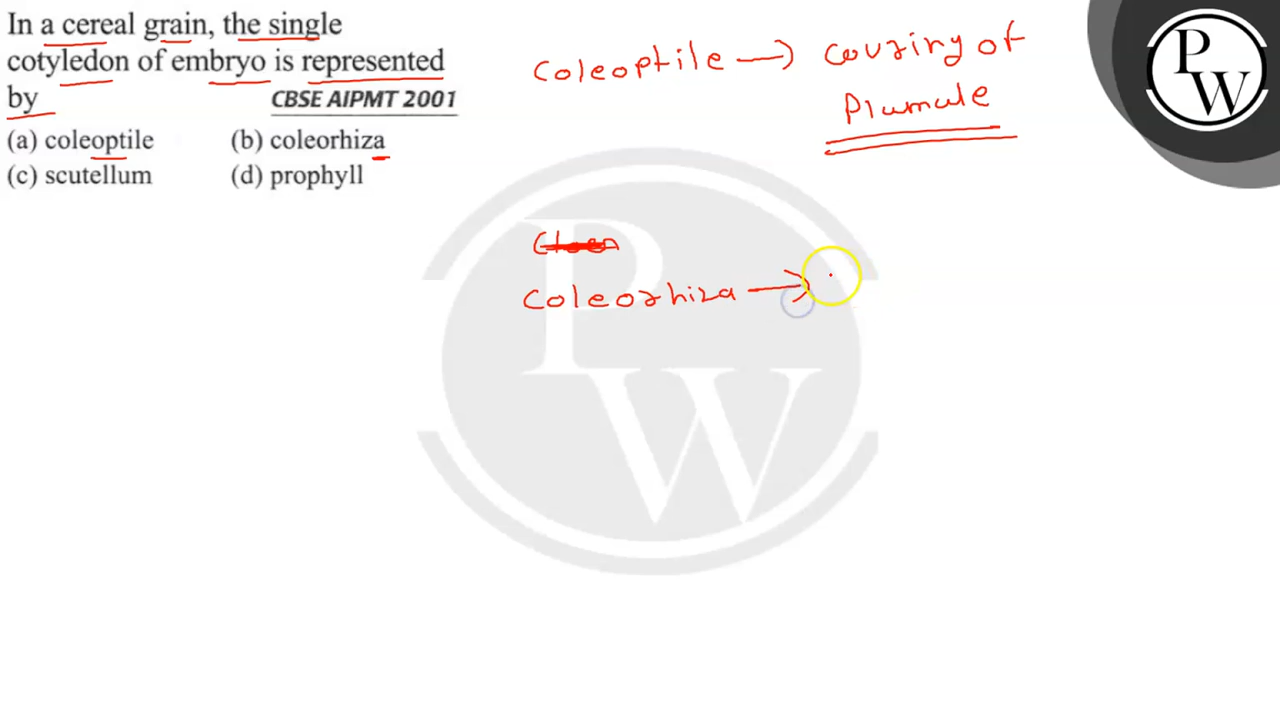 In a cereal grain, the single
cotyledon of embryo is represented
by CBSE AIPMT 2001
(a) coleoptile (b) coleorhiza
(c) scutellum (d) prophyll
Coleoptile → couring of
Plumule
Coleorhiza →
P
W
P
W